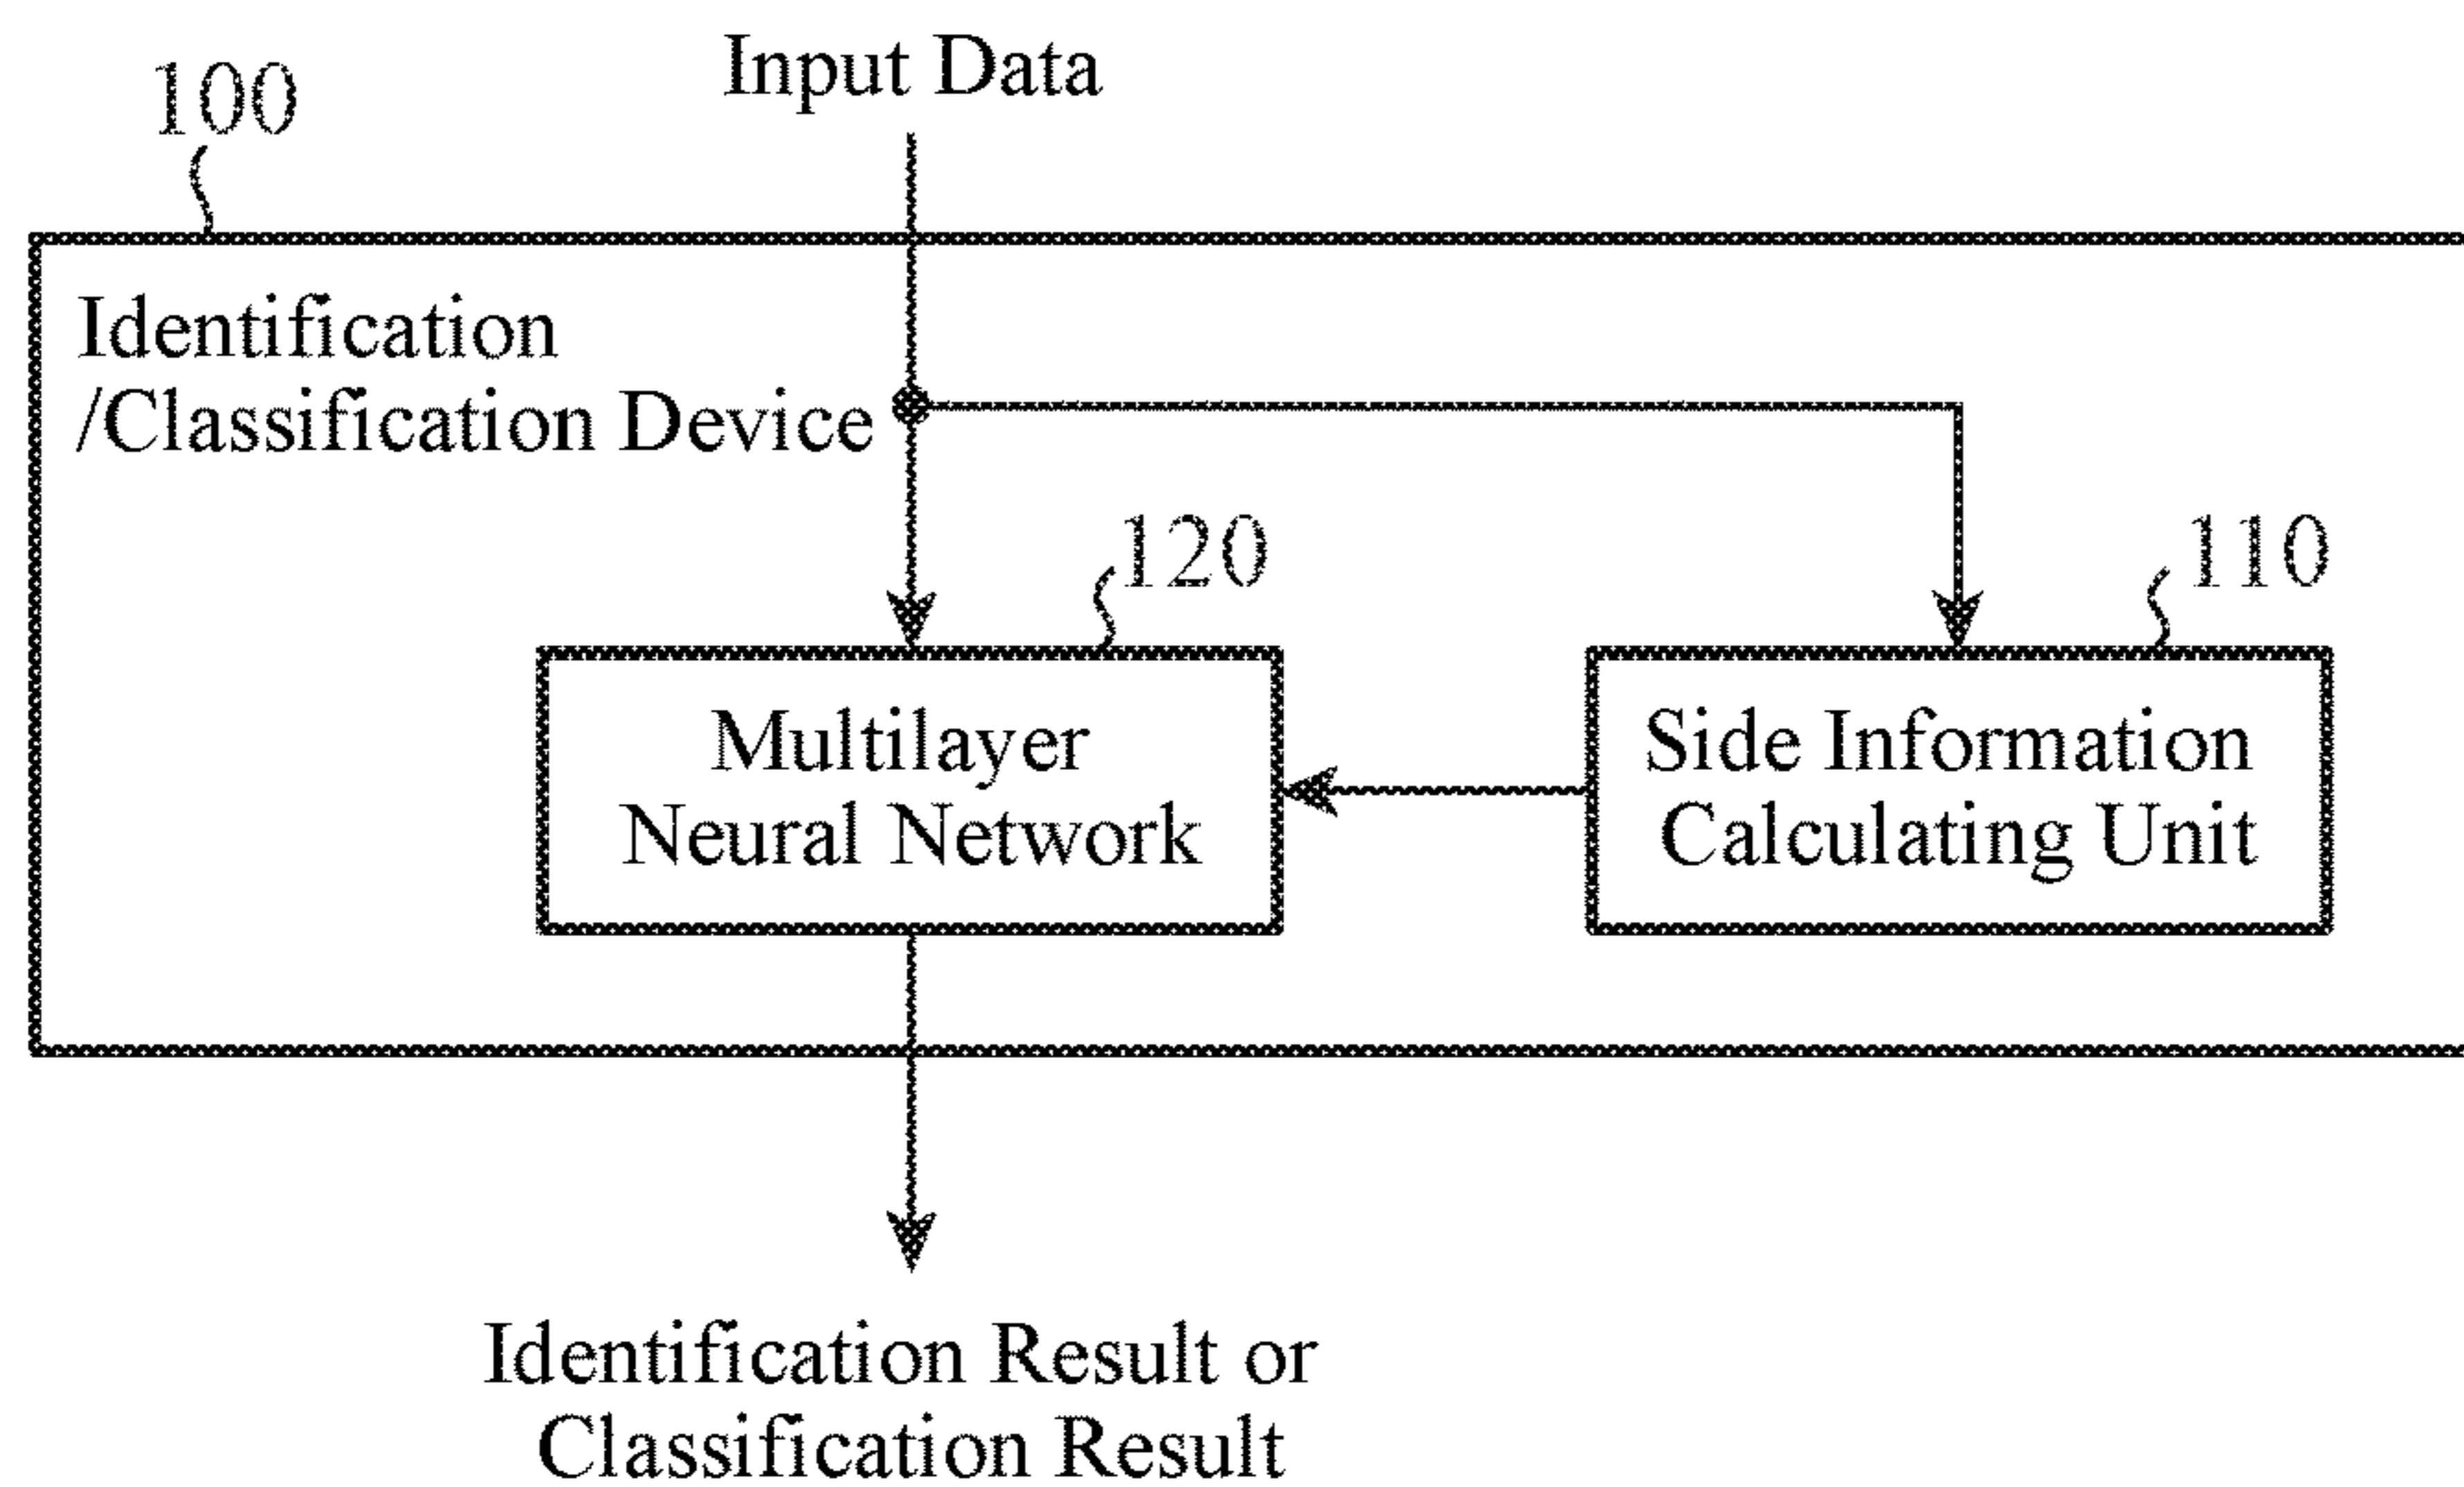 Input Data
100
Identification
/Classification Device
120
110
Multilayer
Neural Network
Side Information
Calculating Unit
Identification Result or
Classification Result